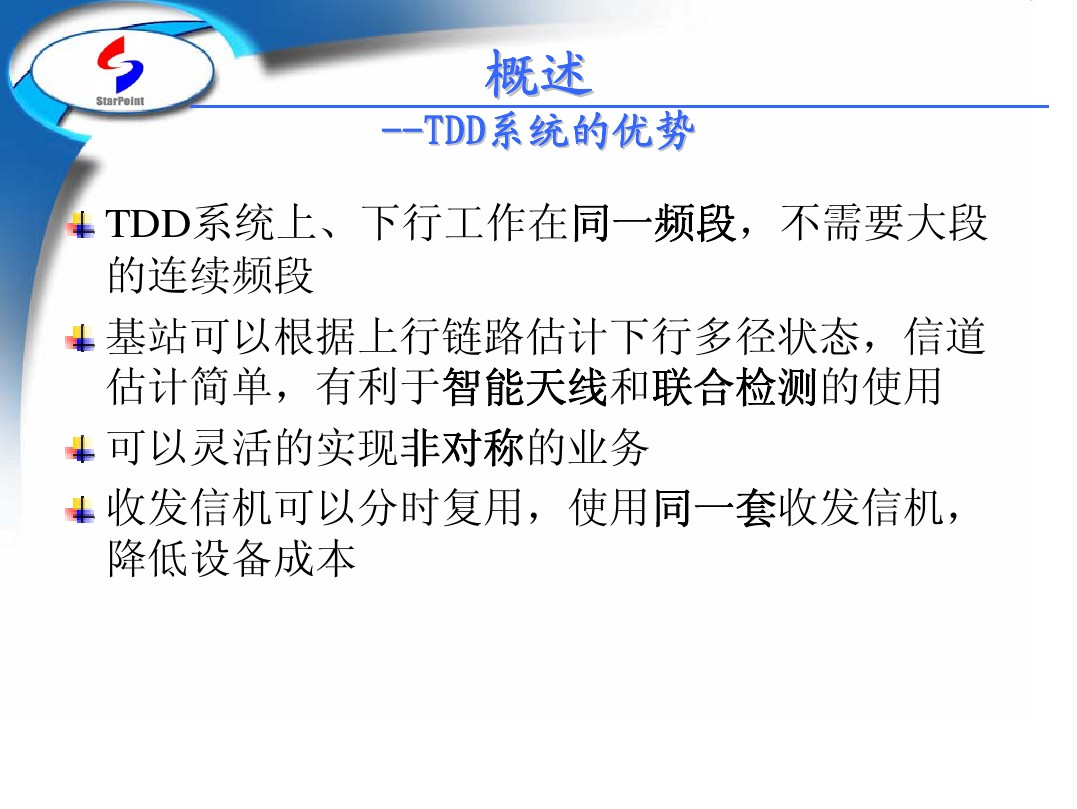 StarPoint
概述
--TDD系统的优势
TDD系统上、下行工作在同一频段，不需要大段
的连续频段
基站可以根据上行链路估计下行多径状态，信道
估计简单，有利于智能天线和联合检测的使用
可以灵活的实现非对称的业务
收发信机可以分时复用，使用同一套收发信机，
降低设备成本